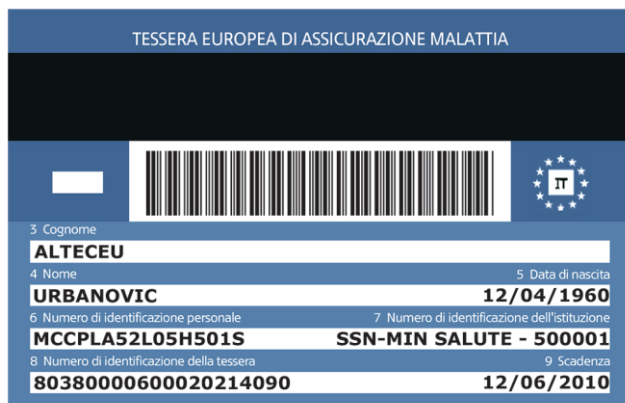 TESSERA EUROPEA DI ASSICURAZIONE MALATTIA
IT
3 Cognome
ALTECEU
4 Nome 5 Data di nascita
URBANOVIC 12/04/1960
6 Numero di identificazione personale 7 Numero di identificazione dell'istituzione
MCCPLA52L05H501S SSN-MIN SALUTE - 500001
8 Numero di identificazione della tessera 9 Scadenza
80380000600020214090 12/06/2010